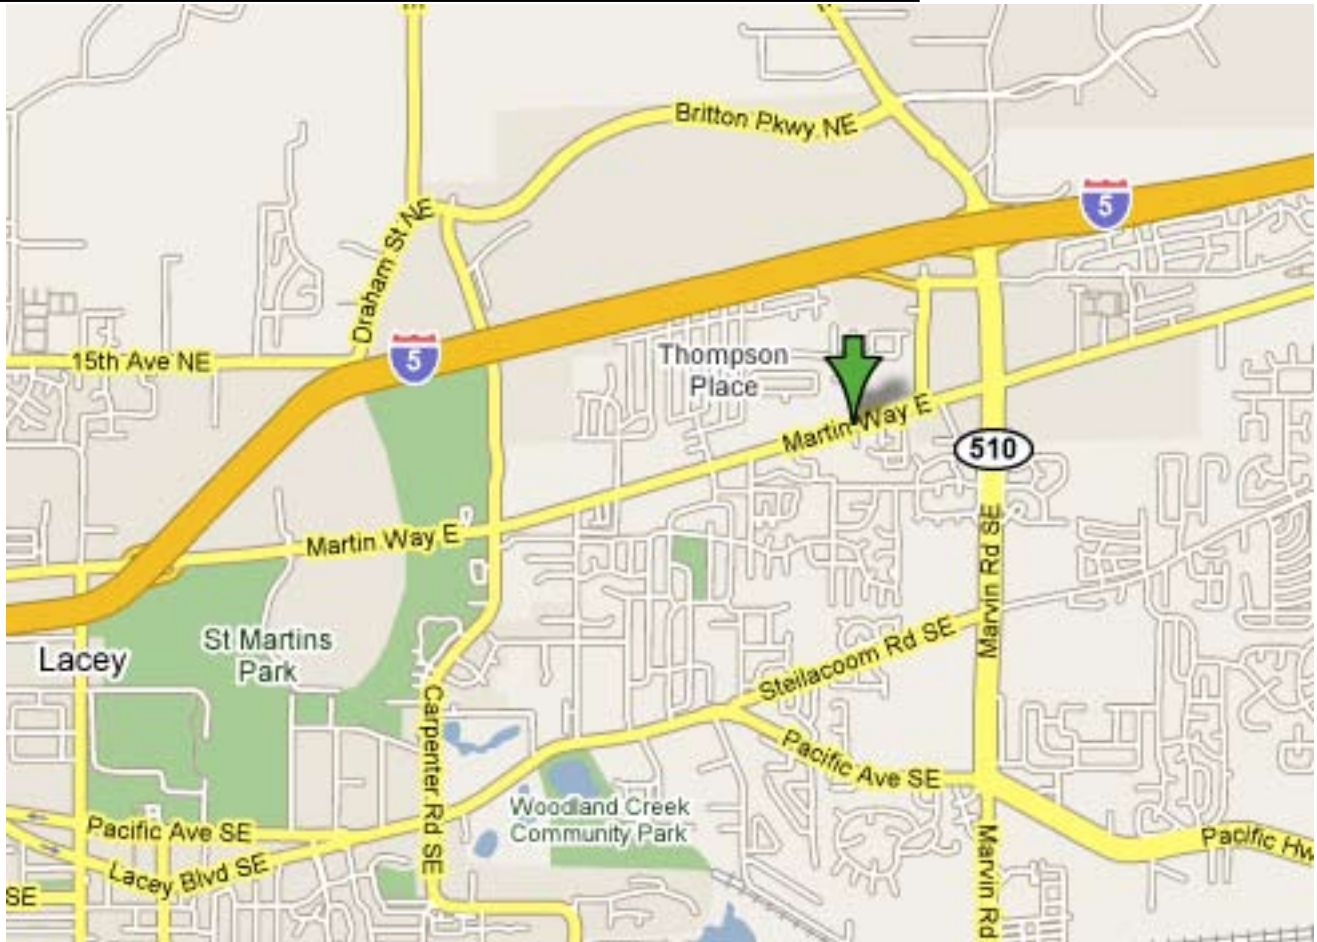 Britton Pkwy NE
5
Draham St NE
15th Ave NE
5
Thompson
Place
Martin Way E
510
Martin Way E
Marvin Rd SE
St Martins
Park
Lacey
Steilacoom Rd SE
Carpenter Rd SE
Pacific Ave SE
Woodland Creek
Community Park
Pacific Ave SE
Lacey Blvd SE
Pacific Hw
Marvin Rd
SE